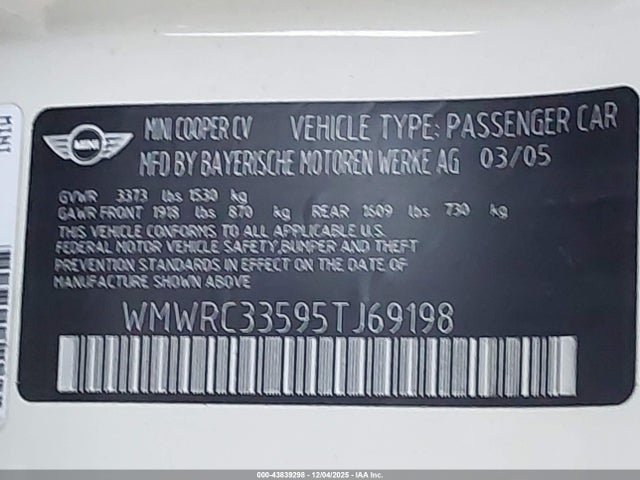 MINI
MINI
MINI COOPER CV VEHICLE TYPE: PASSENGER CAR
MFD BY BAYERISCHE MOTOREN WERKE AG 03/05
GVWR 3373 lbs 1530 kg
GAWR FRONT 1918 lbs 870 kg REAR 1609 lbs 730 kg
THIS VEHICLE CONFORMS TO ALL APPLICABLE U.S.
FEDERAL MOTOR VEHICLE SAFETY,BUMPER AND THEFT
PREVENTION STANDARDS IN EFFECT ON THE DATE OF
MANUFACTURE SHOWN ABOVE.
WMWRC33595TJ69198
000-43839298 - 12/04/2025 - IAA Inc.